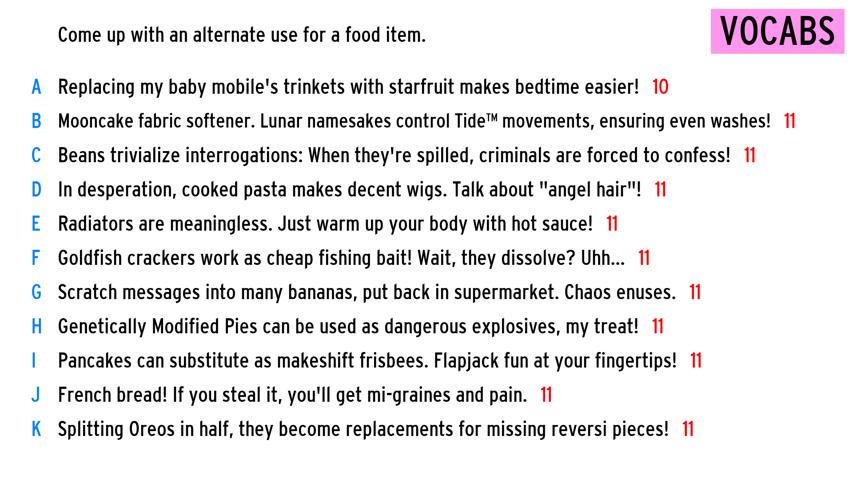 Come up with an alternate use for a food item.
VOCABS
A Replacing my baby mobile's trinkets with starfruit makes bedtime easier! 10
B Mooncake fabric softener. Lunar namesakes control Tide™ movements, ensuring even washes! 11
C Beans trivialize interrogations: When they're spilled, criminals are forced to confess! 11
D In desperation, cooked pasta makes decent wigs. Talk about "angel hair"! 11
E Radiators are meaningless. Just warm up your body with hot sauce! 11
F Goldfish crackers work as cheap fishing bait! Wait, they dissolve? Uhh... 11
G Scratch messages into many bananas, put back in supermarket. Chaos enuses. 11
H Genetically Modified Pies can be used as dangerous explosives, my treat! 11
I Pancakes can substitute as makeshift frisbees. Flapjack fun at your fingertips! 11
J French bread! If you steal it, you'll get mi-graines and pain. 11
K Splitting Oreos in half, they become replacements for missing reversi pieces! 11